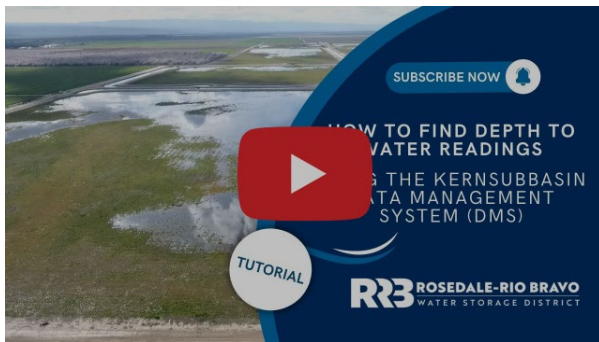 SUBSCRIBE NOW
HOW TO FIND DEPTH TO
WATER READINGS
THE KERNSUBBASIN
DATA MANAGEMENT
SYSTEM (DMS)
TUTORIAL
RRB ROSEDALE-RIO BRAVO
WATER STORAGE DISTRICT